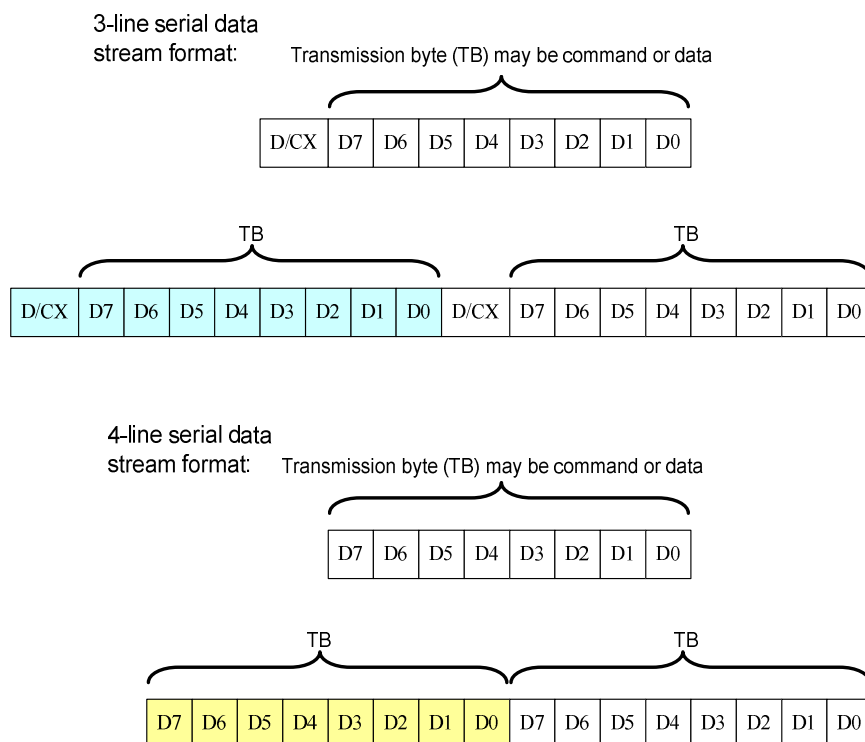 3-line serial data
stream format:
Transmission byte (TB) may be command or data
D/CX D7 D6 D5 D4 D3 D2 D1 D0
TB TB
D/CX D7 D6 D5 D4 D3 D2 D1 D0 D/CX D7 D6 D5 D4 D3 D2 D1 D0
4-line serial data
stream format:
Transmission byte (TB) may be command or data
D7 D6 D5 D4 D3 D2 D1 D0
TB TB
D7 D6 D5 D4 D3 D2 D1 D0 D7 D6 D5 D4 D3 D2 D1 D0